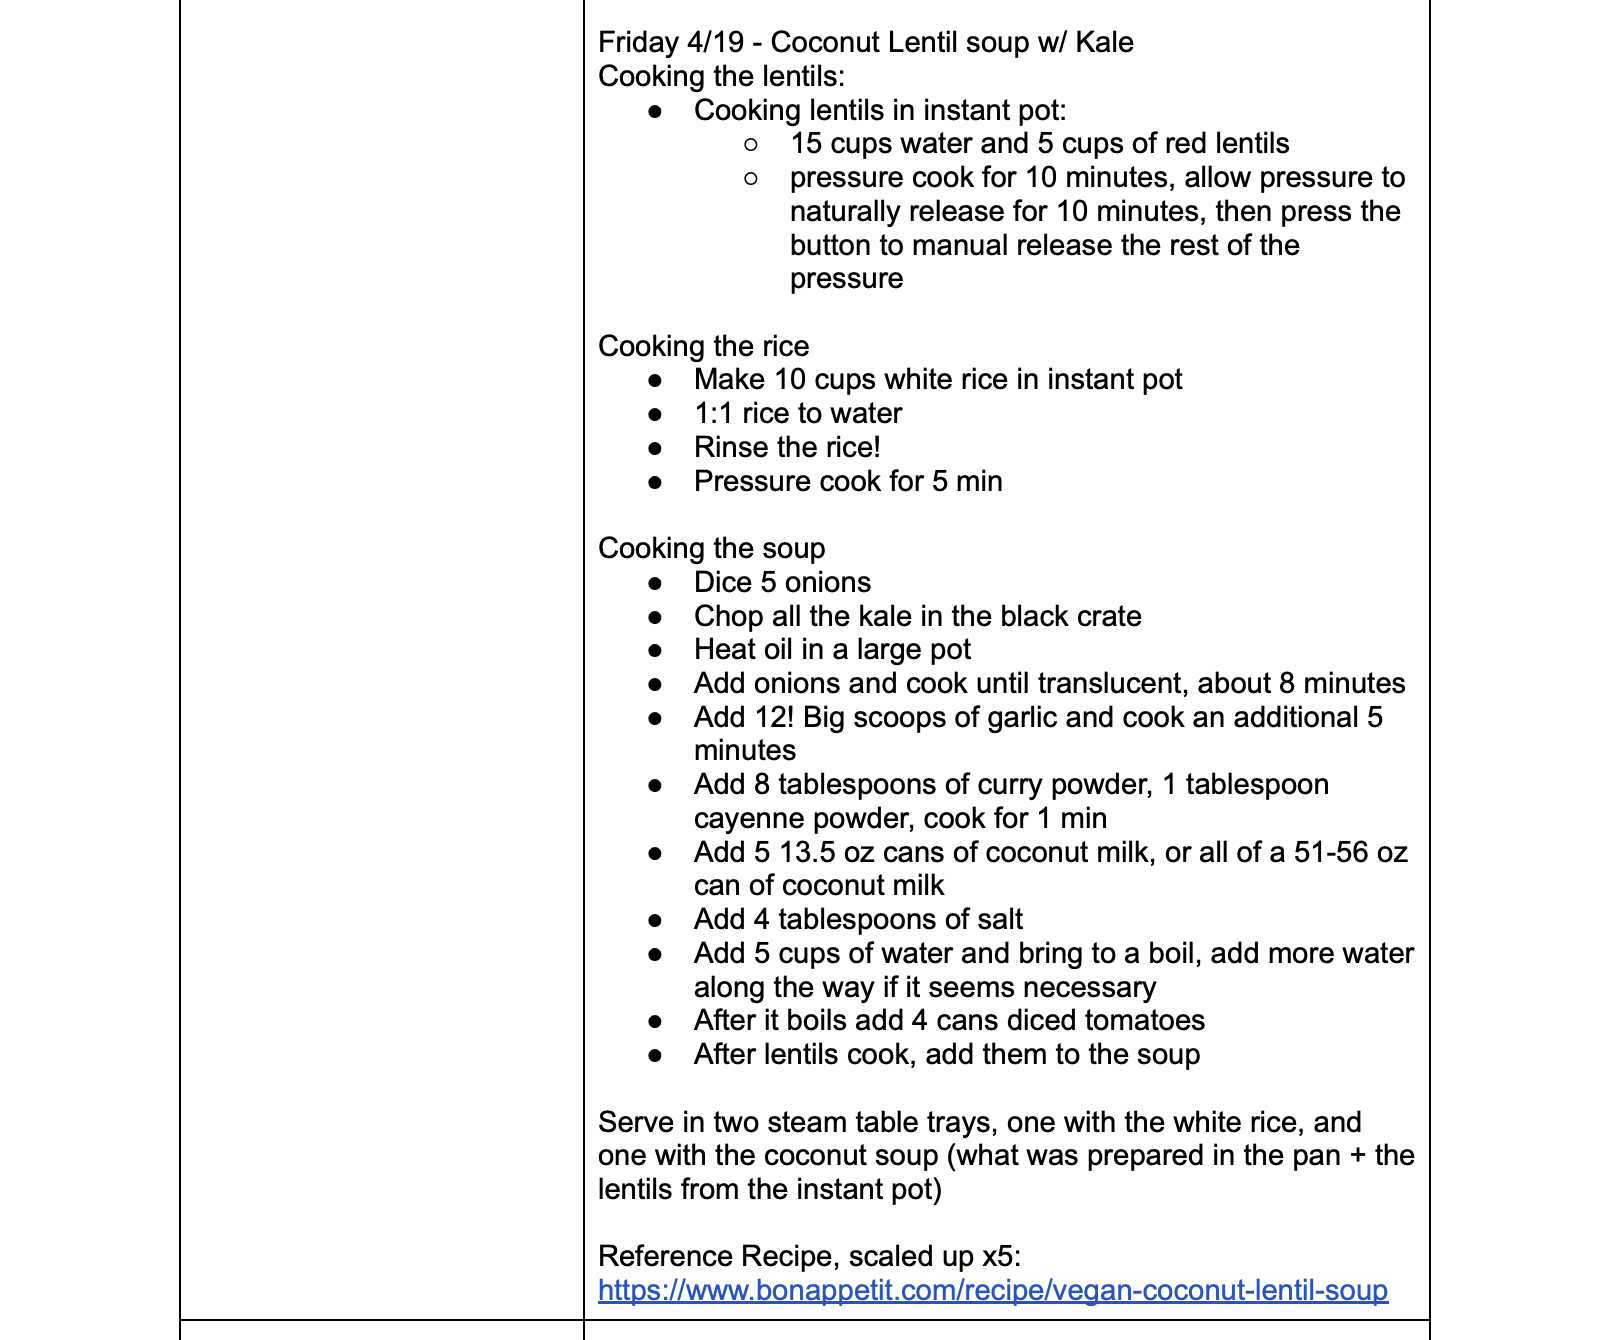 Friday 4/19 - Coconut Lentil soup w/ Kale
Cooking the lentils:
● Cooking lentils in instant pot:
○ 15 cups water and 5 cups of red lentils
○ pressure cook for 10 minutes, allow pressure to
naturally release for 10 minutes, then press the
button to manual release the rest of the
pressure
Cooking the rice
● Make 10 cups white rice in instant pot
● 1:1 rice to water
● Rinse the rice!
● Pressure cook for 5 min
Cooking the soup
● Dice 5 onions
● Chop all the kale in the black crate
● Heat oil in a large pot
● Add onions and cook until translucent, about 8 minutes
● Add 12! Big scoops of garlic and cook an additional 5
minutes
● Add 8 tablespoons of curry powder, 1 tablespoon
cayenne powder, cook for 1 min
● Add 5 13.5 oz cans of coconut milk, or all of a 51-56 oz
can of coconut milk
● Add 4 tablespoons of salt
● Add 5 cups of water and bring to a boil, add more water
along the way if it seems necessary
● After it boils add 4 cans diced tomatoes
● After lentils cook, add them to the soup
Serve in two steam table trays, one with the white rice, and
one with the coconut soup (what was prepared in the pan + the
lentils from the instant pot)
Reference Recipe, scaled up x5:
https://www.bonappetit.com/recipe/vegan-coconut-lentil-soup